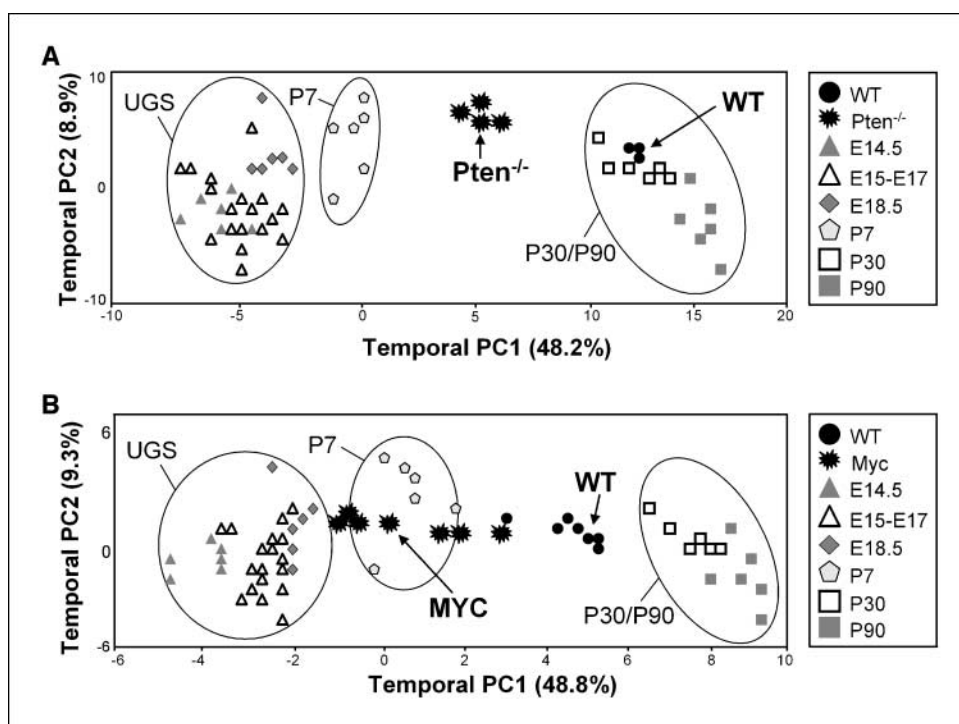 A
Temporal PC2 (8.9%)
10
0
-10
UGS
P7
Pten-/-
WT
P30/P90
-10
-5
0
5
10
15
20
Temporal PC1 (48.2%)
WT
Pten-/-
E14.5
E15-E17
E18.5
P7
P30
P90
B
Temporal PC2 (9.3%)
6
0
-6
UGS
P7
MYC
WT
P30/P90
-6
-4
-2
0
2
4
6
8
10
Temporal PC1 (48.8%)
WT
Myc
E14.5
E15-E17
E18.5
P7
P30
P90